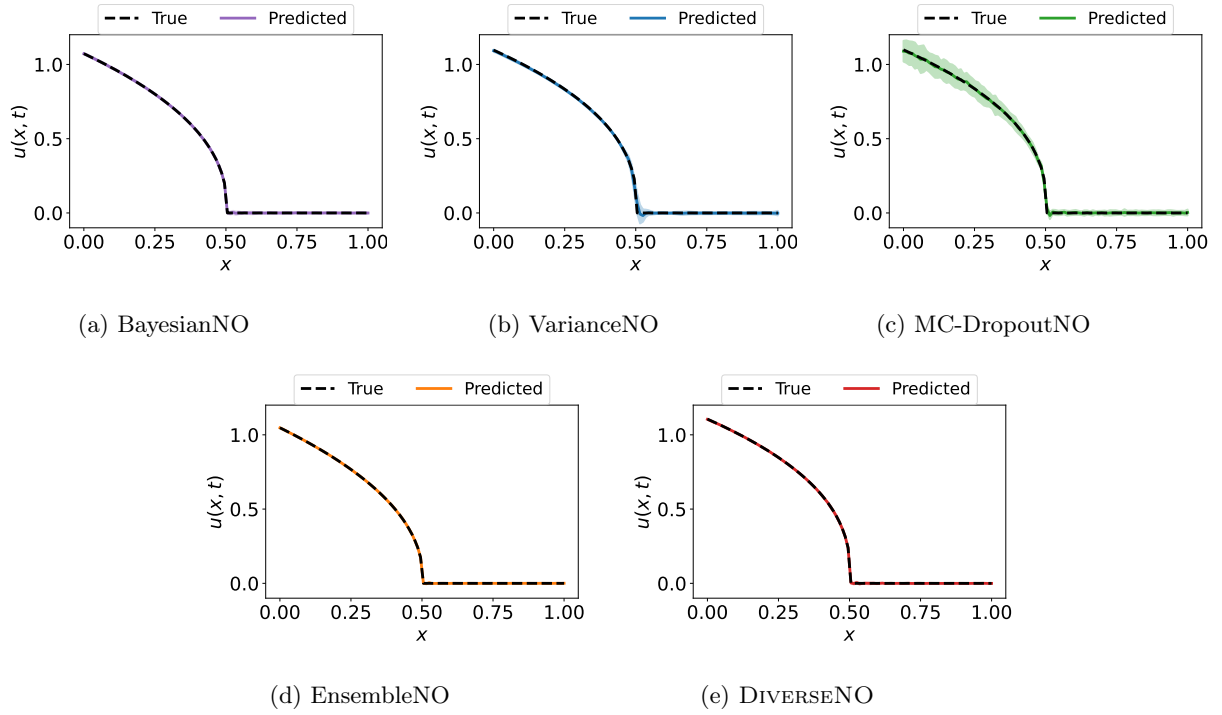 True Predicted
1.0
0.5
0.0
u(x, t)
0.00 0.25 0.50 0.75 1.00
x
(a) BayesianNO
True Predicted
1.0
0.5
0.0
u(x, t)
0.00 0.25 0.50 0.75 1.00
x
(b) VarianceNO
True Predicted
1.0
0.5
0.0
u(x, t)
0.00 0.25 0.50 0.75 1.00
x
(c) MC-DropoutNO
True Predicted
1.0
0.5
0.0
u(x, t)
0.00 0.25 0.50 0.75 1.00
x
(d) EnsembleNO
True Predicted
1.0
0.5
0.0
u(x, t)
0.00 0.25 0.50 0.75 1.00
x
(e) DIVERSENO